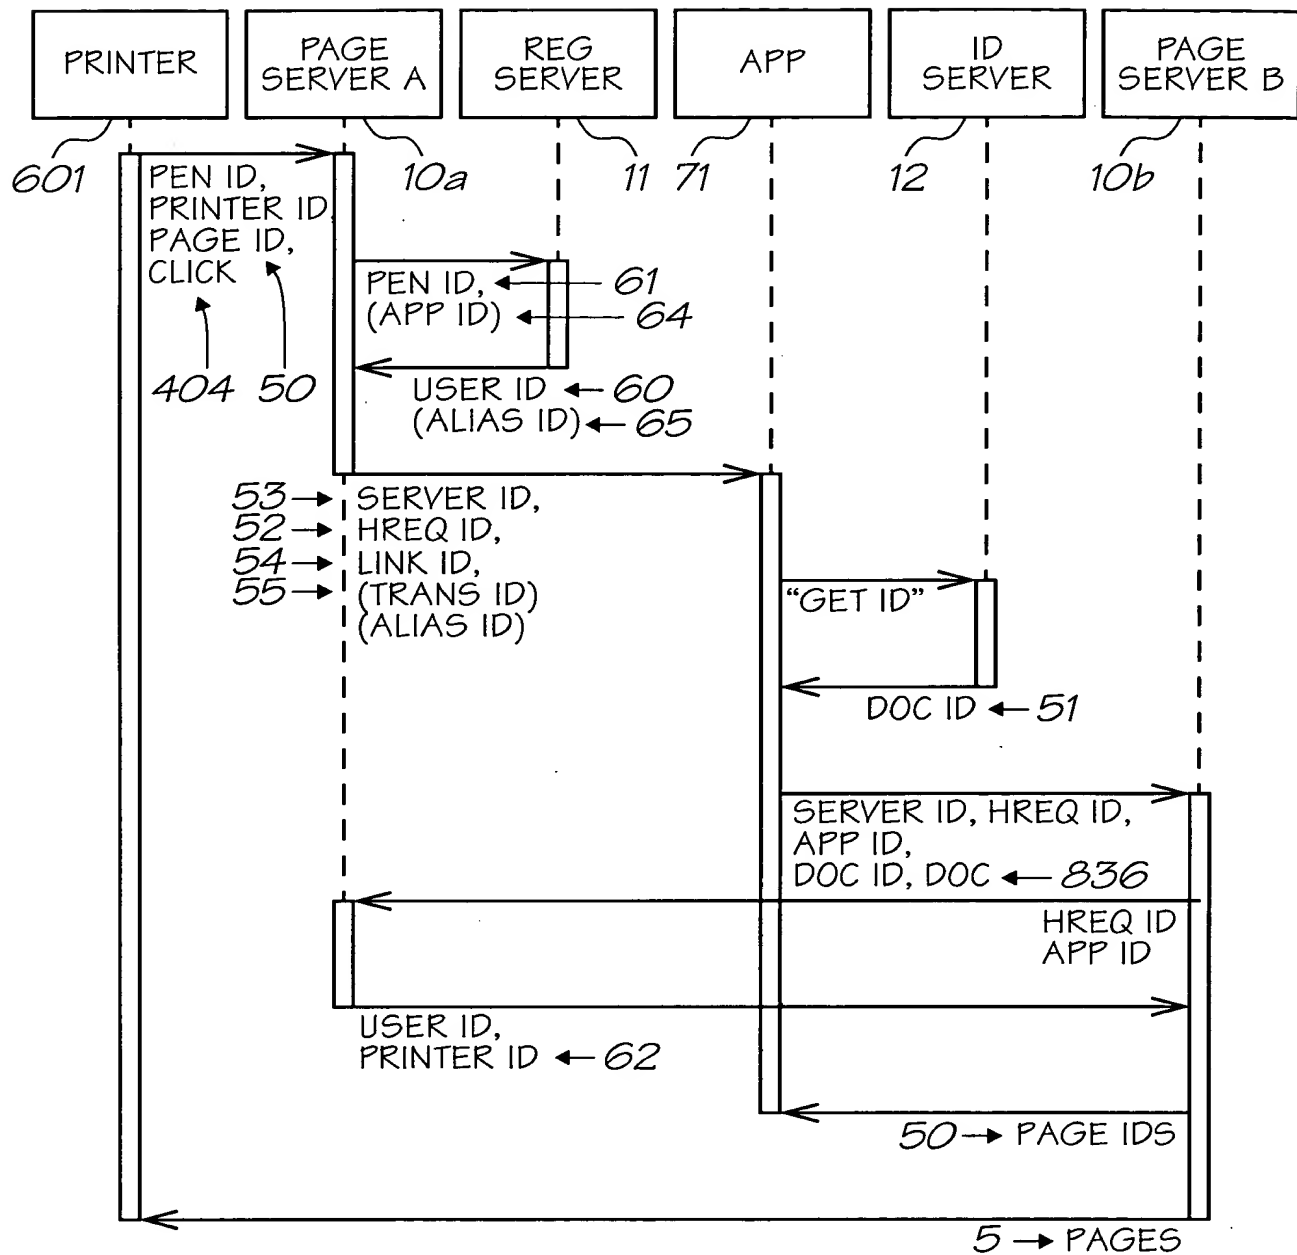 PRINTER
PAGE
SERVER A
REG
SERVER
APP
ID
SERVER
PAGE
SERVER B
601
10a
11
71
12
10b
PEN ID,
PRINTER ID
PAGE ID,
CLICK
404
50
PEN ID,
61
(APP ID)
64
USER ID
60
(ALIAS ID)
65
53
SERVER ID,
52
HREQ ID,
54
LINK ID,
55
(TRANS ID)
(ALIAS ID)
"GET ID"
DOC ID
51
SERVER ID, HREQ ID,
APP ID,
DOC ID, DOC
836
HREQ ID
APP ID
USER ID,
PRINTER ID
62
50
PAGE IDS
5
PAGES